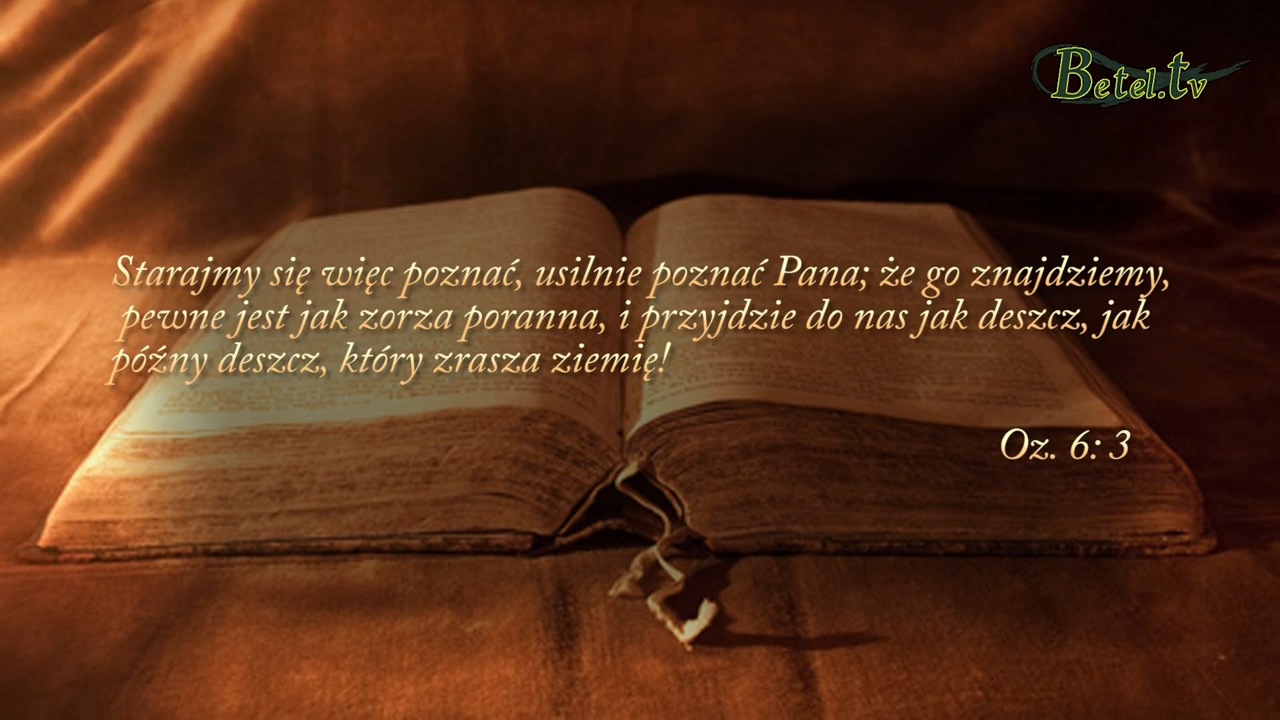 Betel.tv
Starajmy się więc poznać, usilnie poznać Pana; że go znajdziemy,
pewne jest jak zorza poranna, i przyjdzie do nas jak deszcz, jak
późny deszcz, który zrasza ziemię!
Oz. 6: 3